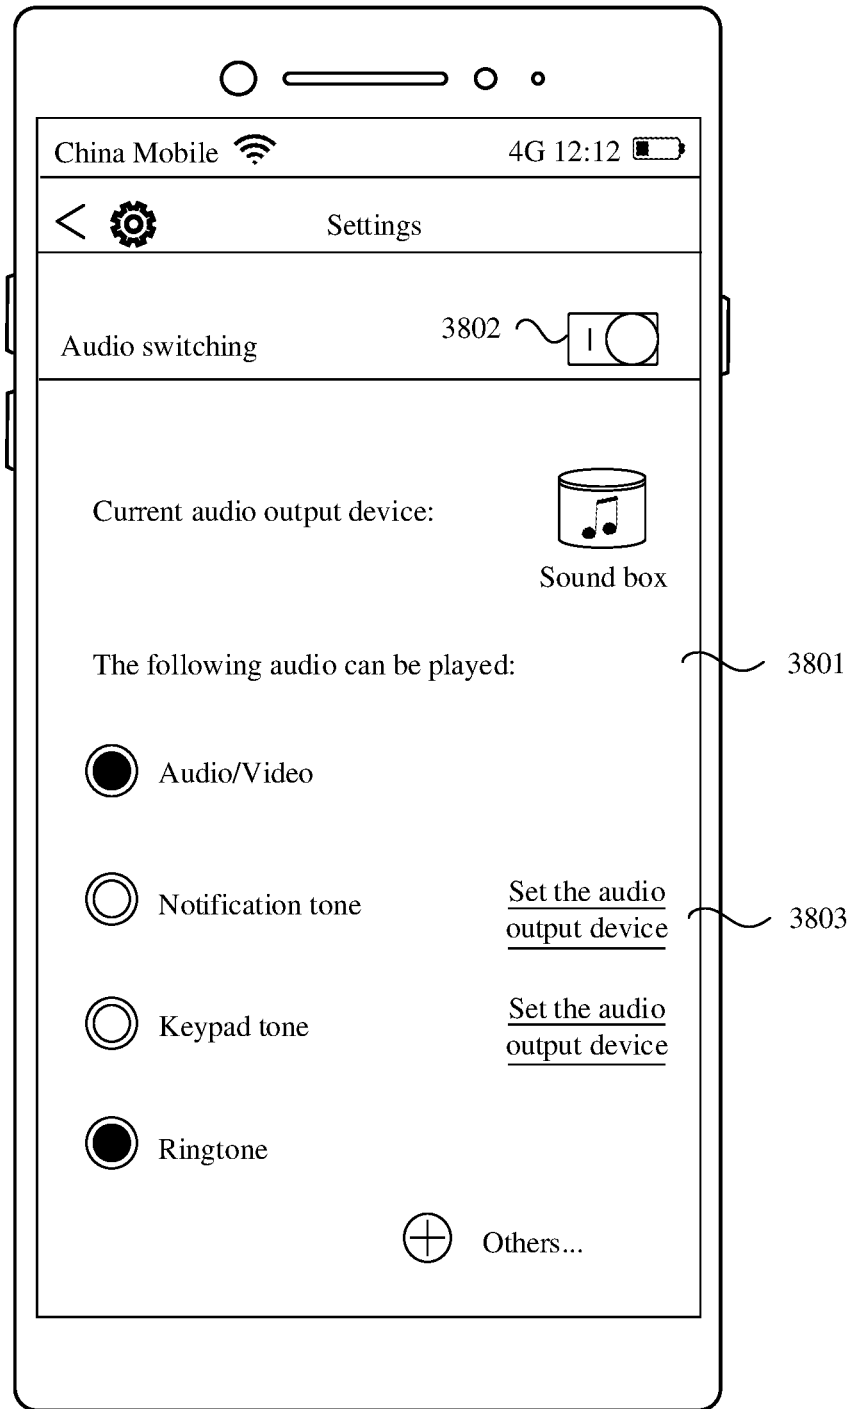 China Mobile 4G 12:12
< Settings
Audio switching 3802
Current audio output device:
Sound box
The following audio can be played: 3801
Audio/Video
Notification tone
Set the audio
output device 3803
Keypad tone
Set the audio
output device
Ringtone
Others...